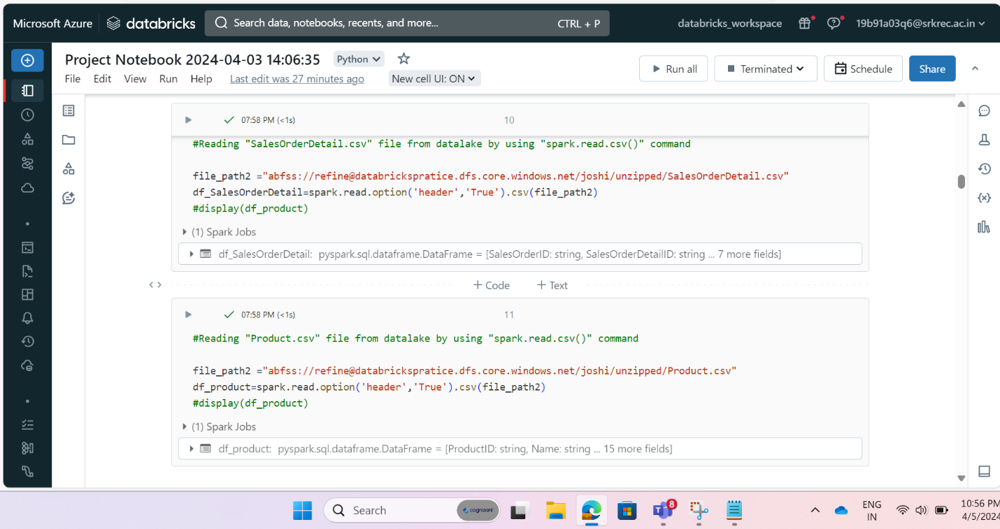 Microsoft Azure databricks Search data, notebooks, recents, and more... CTRL + P databricks_workspace 19b91a03q6@srkrec.ac.in
Project Notebook 2024-04-03 14:06:35 Python
File Edit View Run Help Last edit was 27 minutes ago New cell UI: ON
Run all Terminated Schedule Share
07:58 PM (<1s) 10
#Reading "SalesOrderDetail.csv" file from datalake by using "spark.read.csv()" command
file_path2 ="abfss://refine@databrickspratice.dfs.core.windows.net/joshi/unzipped/SalesOrderDetail.csv"
df_SalesOrderDetail=spark.read.option('header','True').csv(file_path2)
#display(df_product)
(1) Spark Jobs
df_SalesOrderDetail: pyspark.sql.dataframe.DataFrame = [SalesOrderID: string, SalesOrderDetailID: string ... 7 more fields]
+ Code + Text
07:58 PM (<1s) 11
#Reading "Product.csv" file from datalake by using "spark.read.csv()" command
file_path2 ="abfss://refine@databrickspratice.dfs.core.windows.net/joshi/unzipped/Product.csv"
df_product=spark.read.option('header','True').csv(file_path2)
#display(df_product)
(1) Spark Jobs
df_product: pyspark.sql.dataframe.DataFrame = [ProductID: string, Name: string ... 15 more fields]
Search cognizant 8 ENG 10:56 PM
IN 4/5/2024